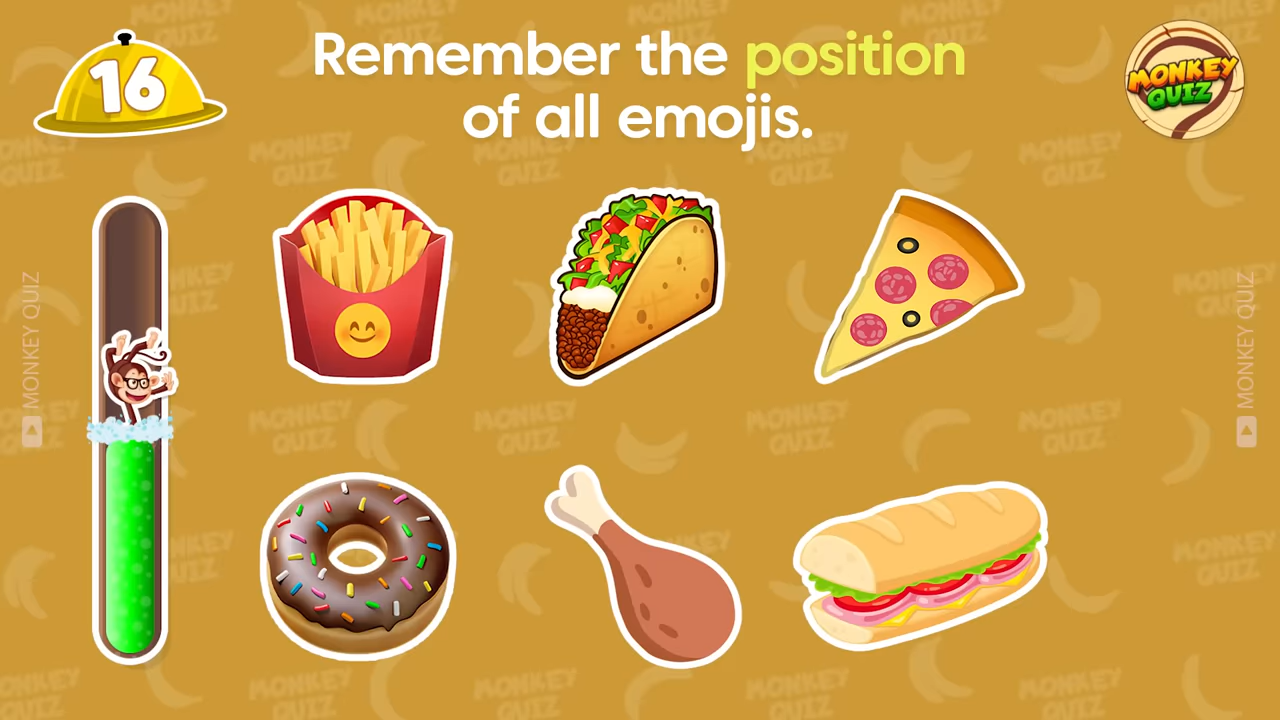 16
Remember the position
of all emojis.
MONKEY
QUIZ
MONKEY QUIZ
MONKEY QUIZ